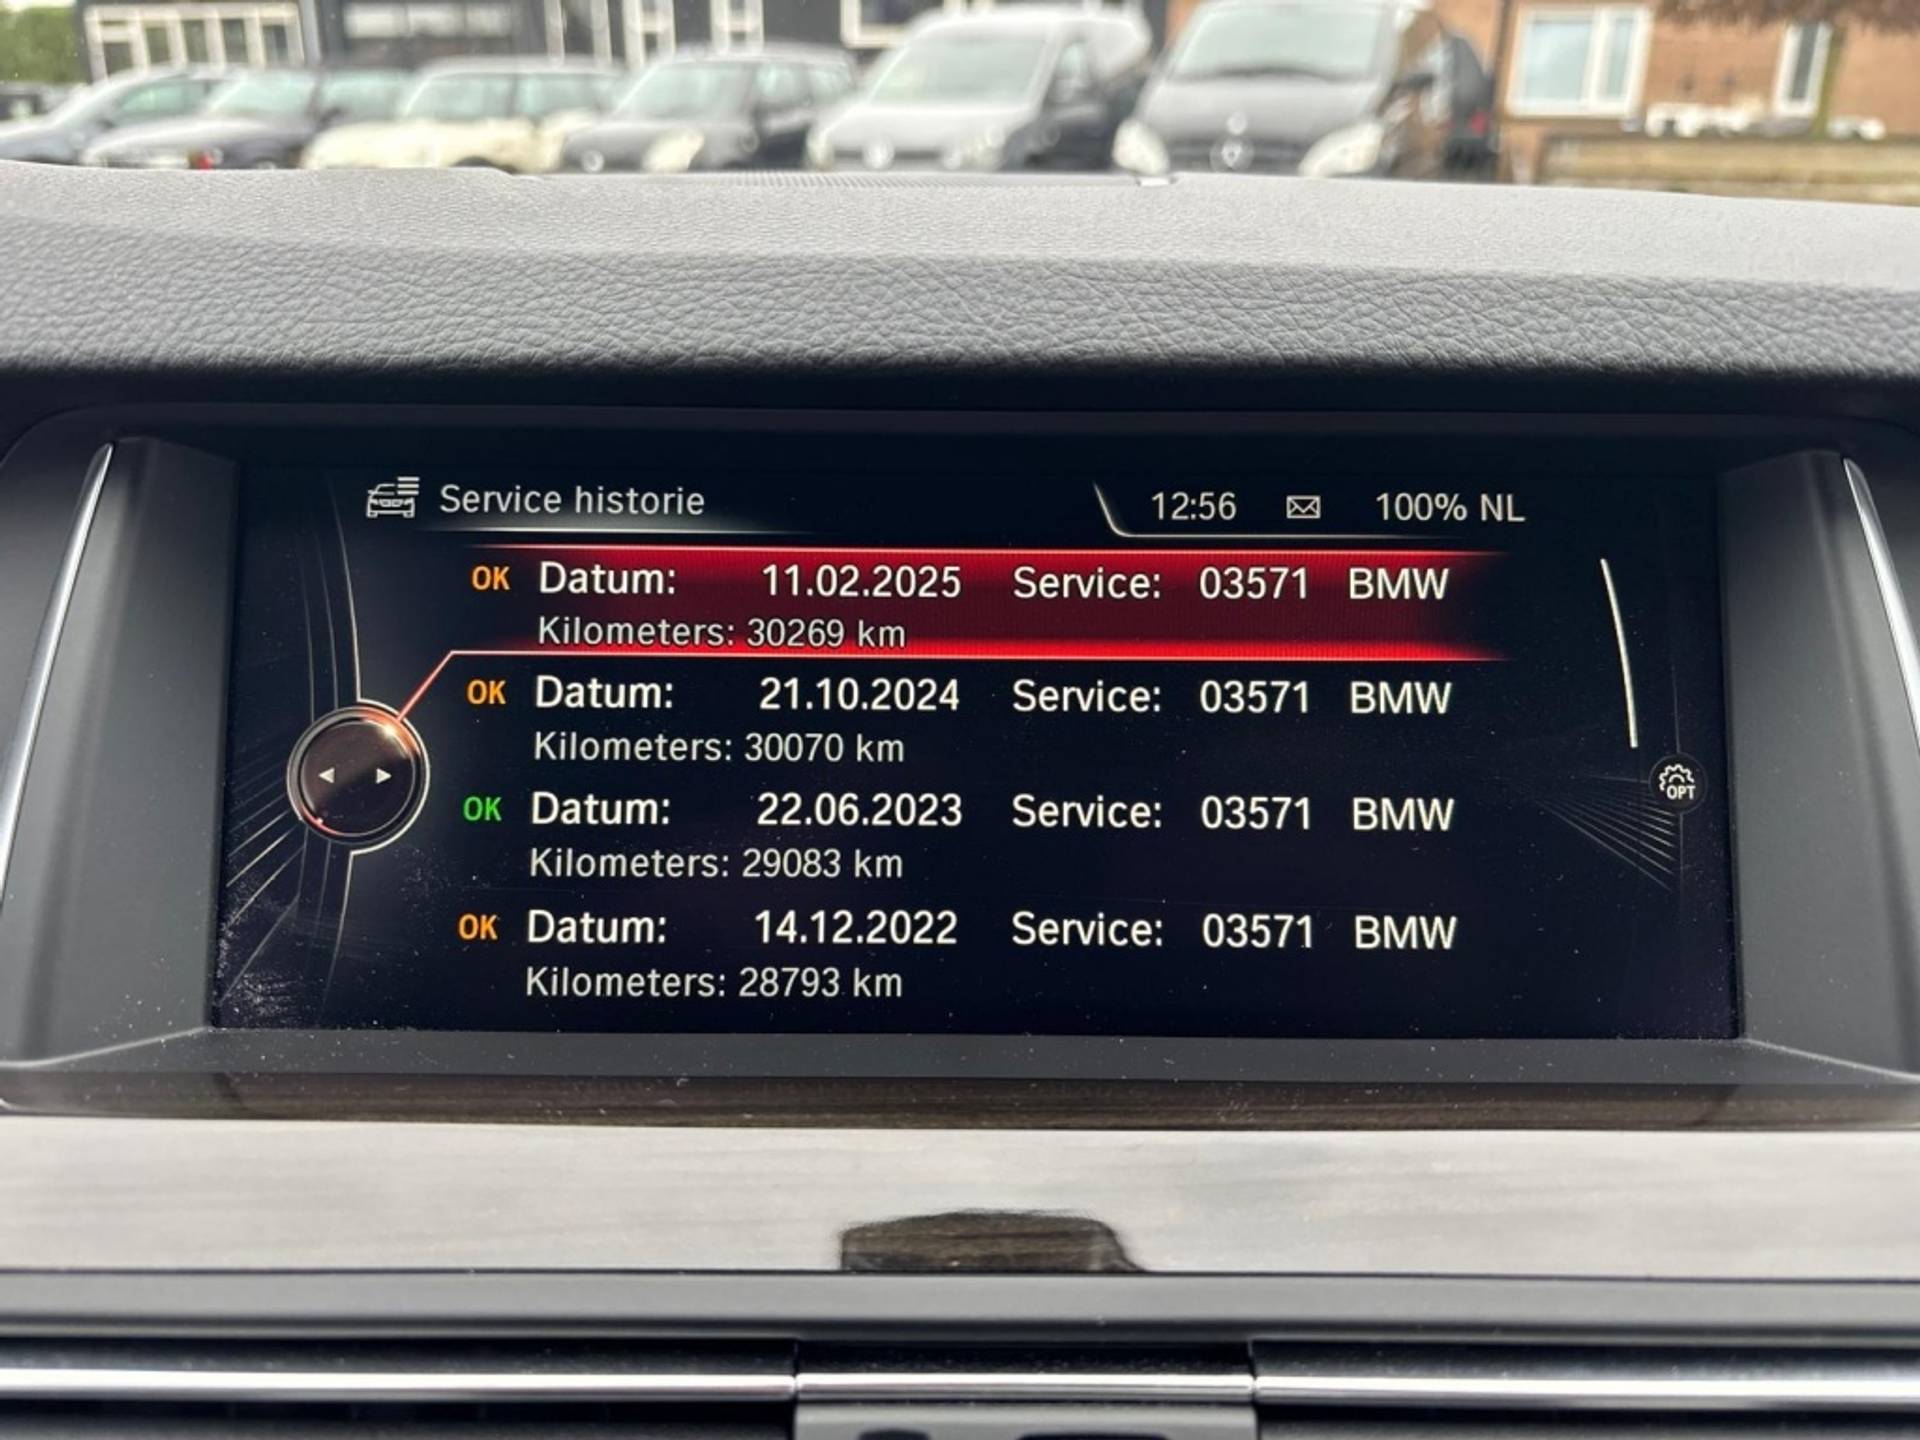 Service historie 12:56 100% NL
OK Datum: 11.02.2025 Service: 03571 BMW
Kilometers: 30269 km
OK Datum: 21.10.2024 Service: 03571 BMW
Kilometers: 30070 km
OK Datum: 22.06.2023 Service: 03571 BMW
Kilometers: 29083 km
OPT
OK Datum: 14.12.2022 Service: 03571 BMW
Kilometers: 28793 km